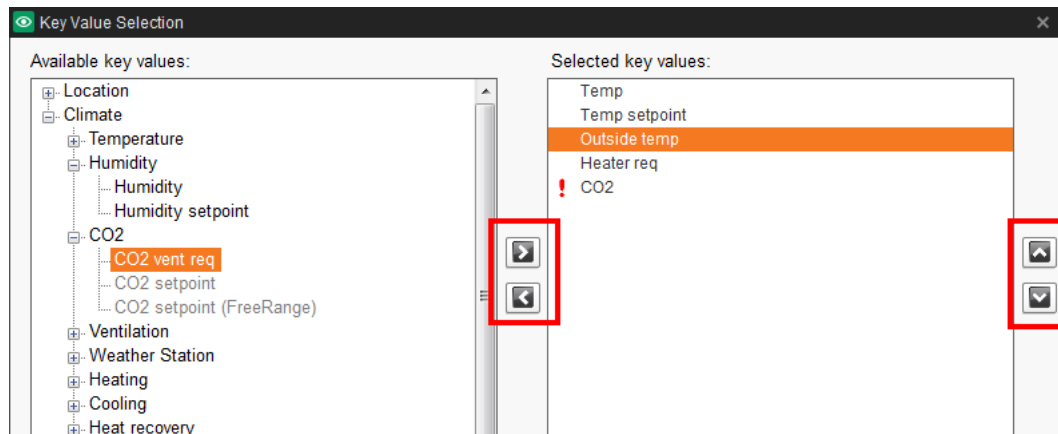 Key Value Selection
Available key values:
Location
Climate
Temperature
Humidity
Humidity
Humidity setpoint
CO2
CO2 vent req
CO2 setpoint
CO2 setpoint (FreeRange)
Ventilation
Weather Station
Heating
Cooling
Heat recovery
Selected key values:
Temp
Temp setpoint
Outside temp
Heater req
CO2